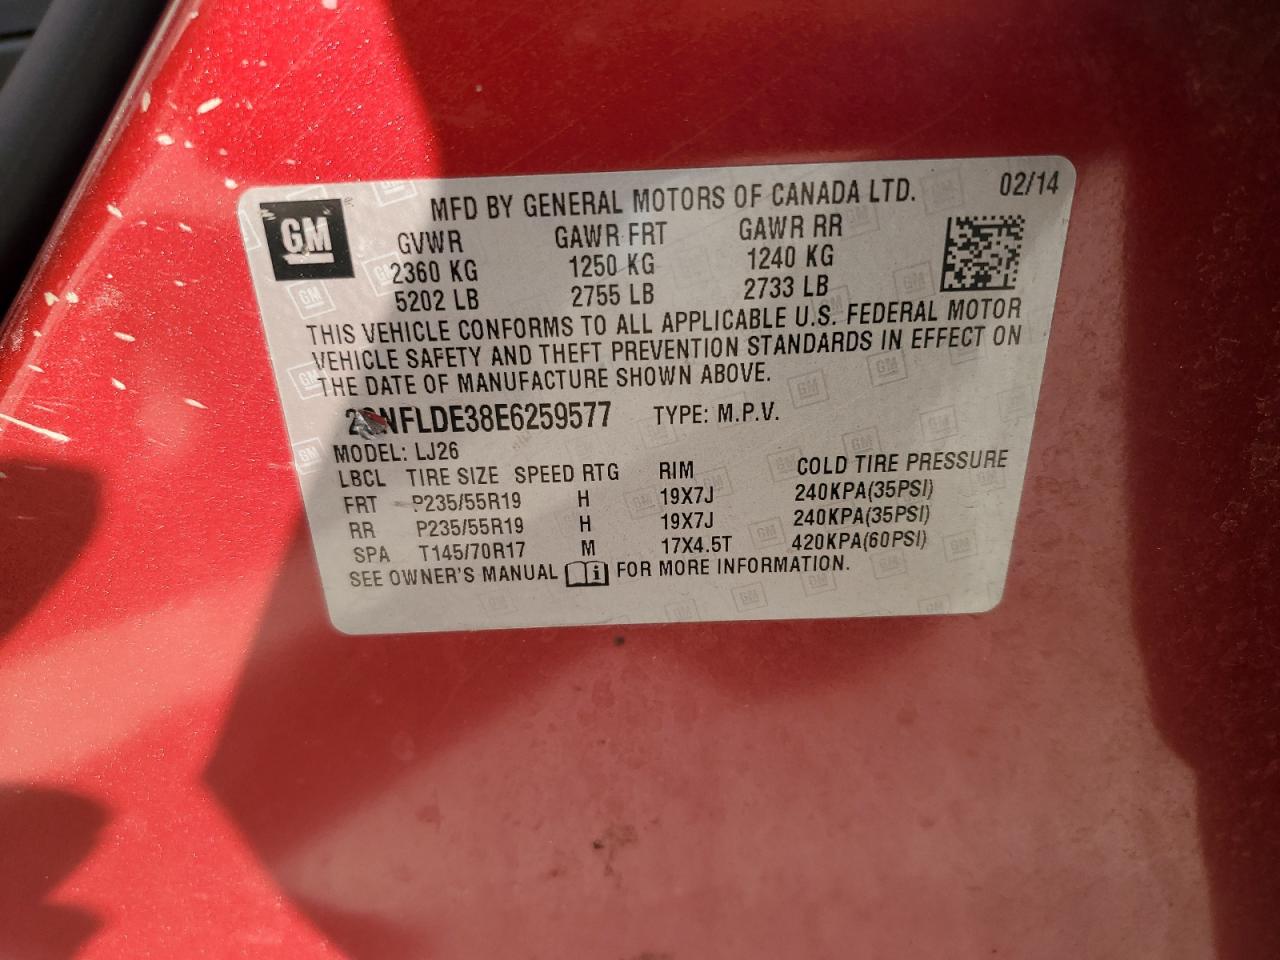 GM
MFD BY GENERAL MOTORS OF CANADA LTD. 02/14
GVWR GAWR FRT GAWR RR
2360 KG 1250 KG 1240 KG
5202 LB 2755 LB 2733 LB
THIS VEHICLE CONFORMS TO ALL APPLICABLE U.S. FEDERAL MOTOR
VEHICLE SAFETY AND THEFT PREVENTION STANDARDS IN EFFECT ON
THE DATE OF MANUFACTURE SHOWN ABOVE.
TYPE: M.P.V.
MODEL: LJ26
LBCL TIRE SIZE SPEED RTG RIM COLD TIRE PRESSURE
FRT P235/55R19 H 19X7J 240KPA(35PSI)
RR P235/55R19 H 19X7J 240KPA(35PSI)
SPA T145/70R17 M 17X4.5T 420KPA(60PSI)
SEE OWNER'S MANUAL i FOR MORE INFORMATION.